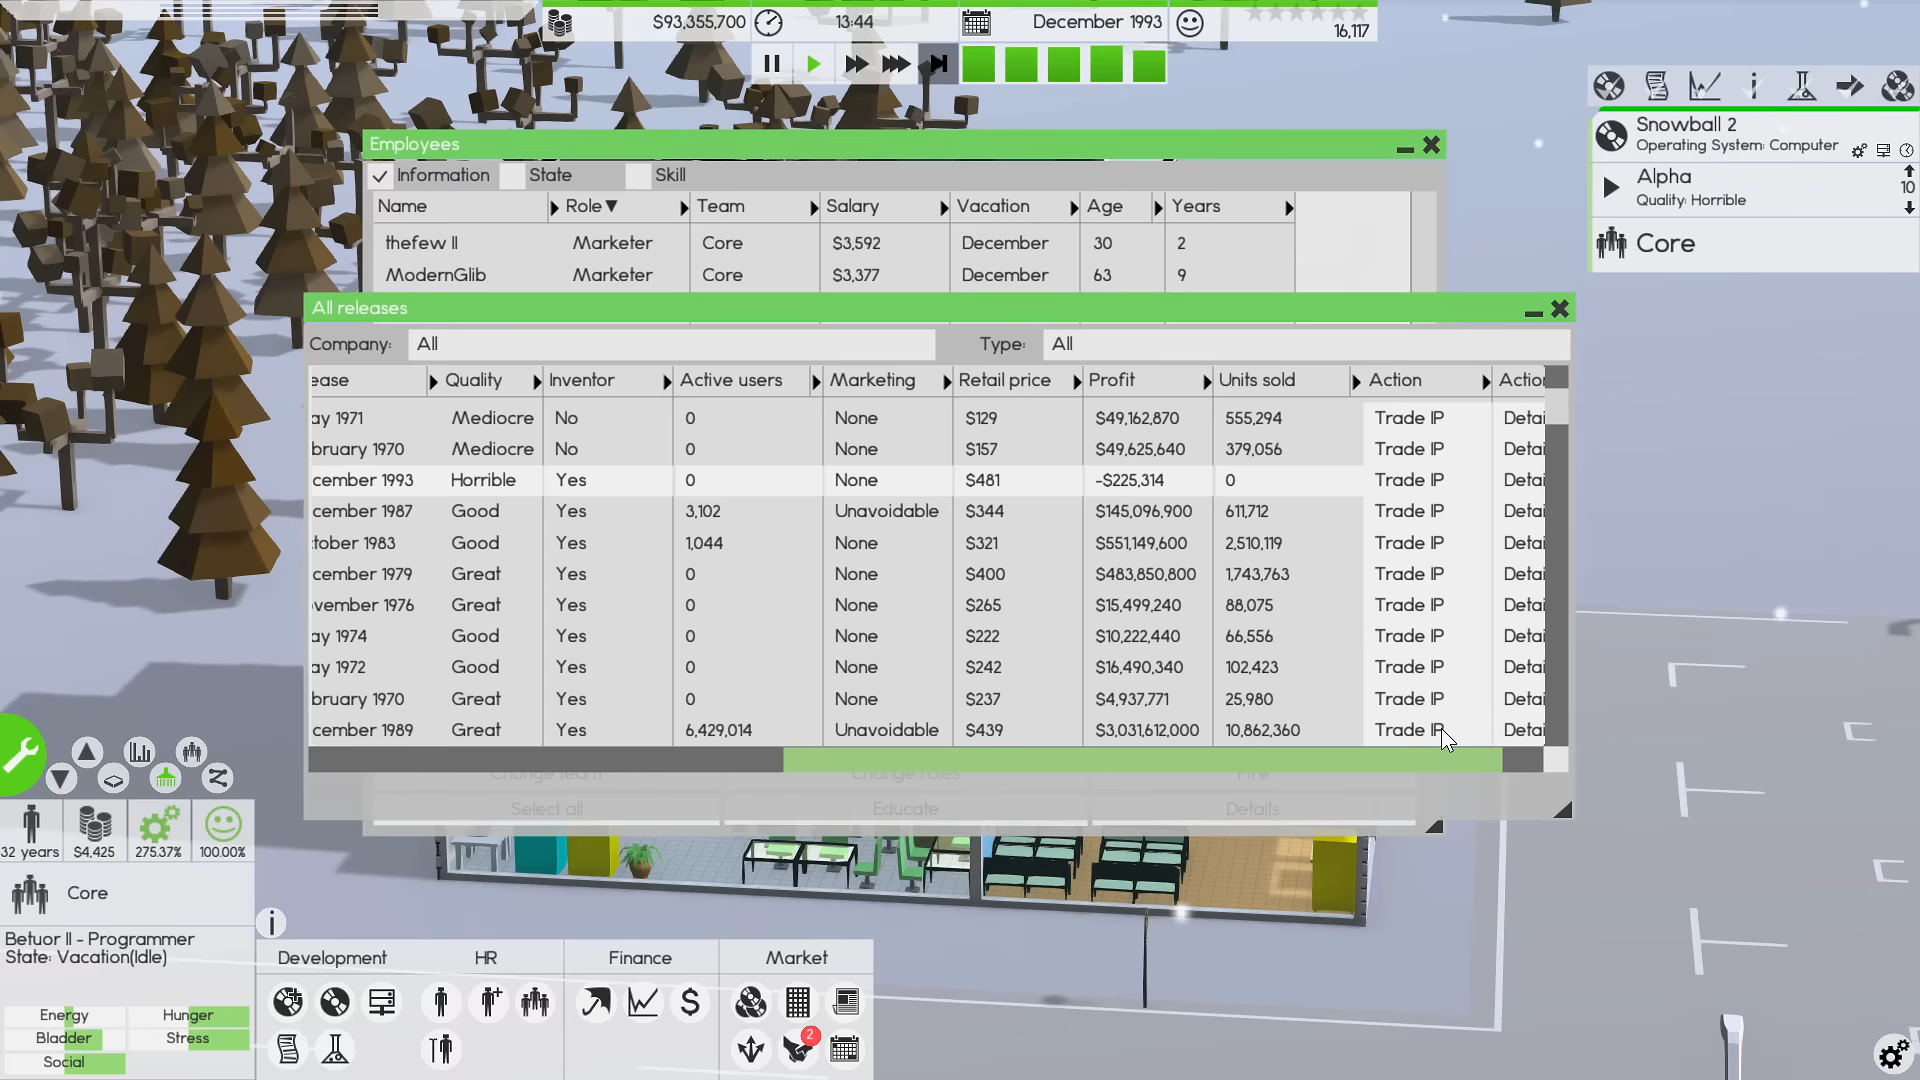 $93,355,700
13:44
December 1993
16,117
Snowball 2
Operating System: Computer
Alpha
Quality: Horrible
10
Core
Employees
Information State Skill
Name Role▼ Team Salary Vacation Age Years
thefew II Marketer Core $3,592 December 30 2
ModernGlib Marketer Core $3,377 December 63 9
All releases
Company: All Type: All
ease Quality Inventor Active users Marketing Retail price Profit Units sold Action Action
ay 1971 Mediocre No 0 None $129 $49,162,870 555,294 Trade IP Detai
bruary 1970 Mediocre No 0 None $157 $49,625,640 379,056 Trade IP Detai
cember 1993 Horrible Yes 0 None $481 -$225,314 0 Trade IP Detai
cember 1987 Good Yes 3,102 Unavoidable $344 $145,096,900 611,712 Trade IP Detai
tober 1983 Good Yes 1,044 None $321 $551,149,600 2,510,119 Trade IP Detai
cember 1979 Great Yes 0 None $400 $483,850,800 1,743,763 Trade IP Detai
vember 1976 Great Yes 0 None $265 $15,499,240 88,075 Trade IP Detai
ay 1974 Good Yes 0 None $222 $10,222,440 66,556 Trade IP Detai
ay 1972 Good Yes 0 None $242 $16,490,340 102,423 Trade IP Detai
bruary 1970 Great Yes 0 None $237 $4,937,771 25,980 Trade IP Detai
cember 1989 Great Yes 6,429,014 Unavoidable $439 $3,031,612,000 10,862,360 Trade IP Detai
Change team Change roles Fire
Select all Educate Details
32 years $4,425 275.37% 100.00%
Core
Betuor II - Programmer
State: Vacation(Idle)
Energy Hunger
Bladder Stress
Social
Development HR Finance Market
2